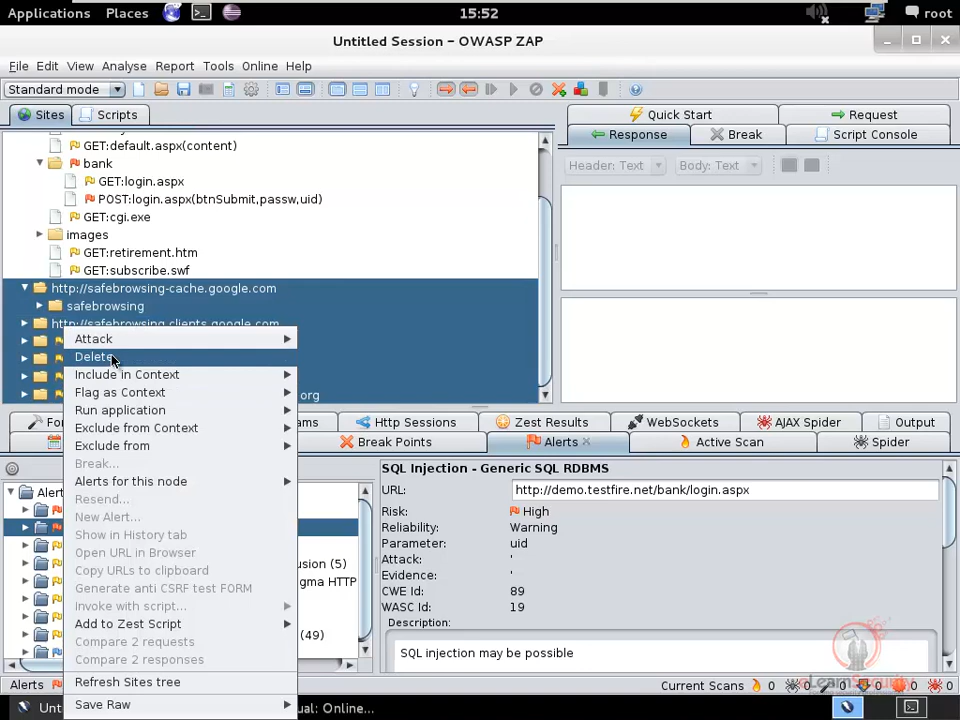 Applications Places 15:52 root
Untitled Session - OWASP ZAP
File Edit View Analyse Report Tools Online Help
Standard mode
Quick Start Request
Sites Scripts
Response Break Script Console
GET:default.aspx(content)
bank
Header: Text Body: Text
GET:login.aspx
POST:login.aspx(btnSubmit,passw,uid)
GET:cgi.exe
images
GET:retirement.htm
GET:subscribe.swf
http://safebrowsing-cache.google.com
safebrowsing
http://safebrowsing.clients.google.com
Attack
Delete
Include in Context
Flag as Context
org
Run application
Http Sessions Zest Results WebSockets AJAX Spider Output
Exclude from Context
Break Points Alerts Active Scan Spider
Exclude from
Break...
SQL Injection - Generic SQL RDBMS
Alerts for this node
URL: http://demo.testfire.net/bank/login.aspx
Resend...
Risk: High
New Alert...
Reliability: Warning
Show in History tab
Parameter: uid
Open URL in Browser
Attack: '
Copy URLs to clipboard
Evidence: '
Generate anti CSRF test FORM
CWE Id: 89
Invoke with script...
WASC Id: 19
Add to Zest Script
(49)
Description:
Compare 2 requests
SQL injection may be possible
Compare 2 responses
Refresh Sites tree
Alerts
Current Scans 0 0 0 0 0 0
Save Raw
eLearnSecurity